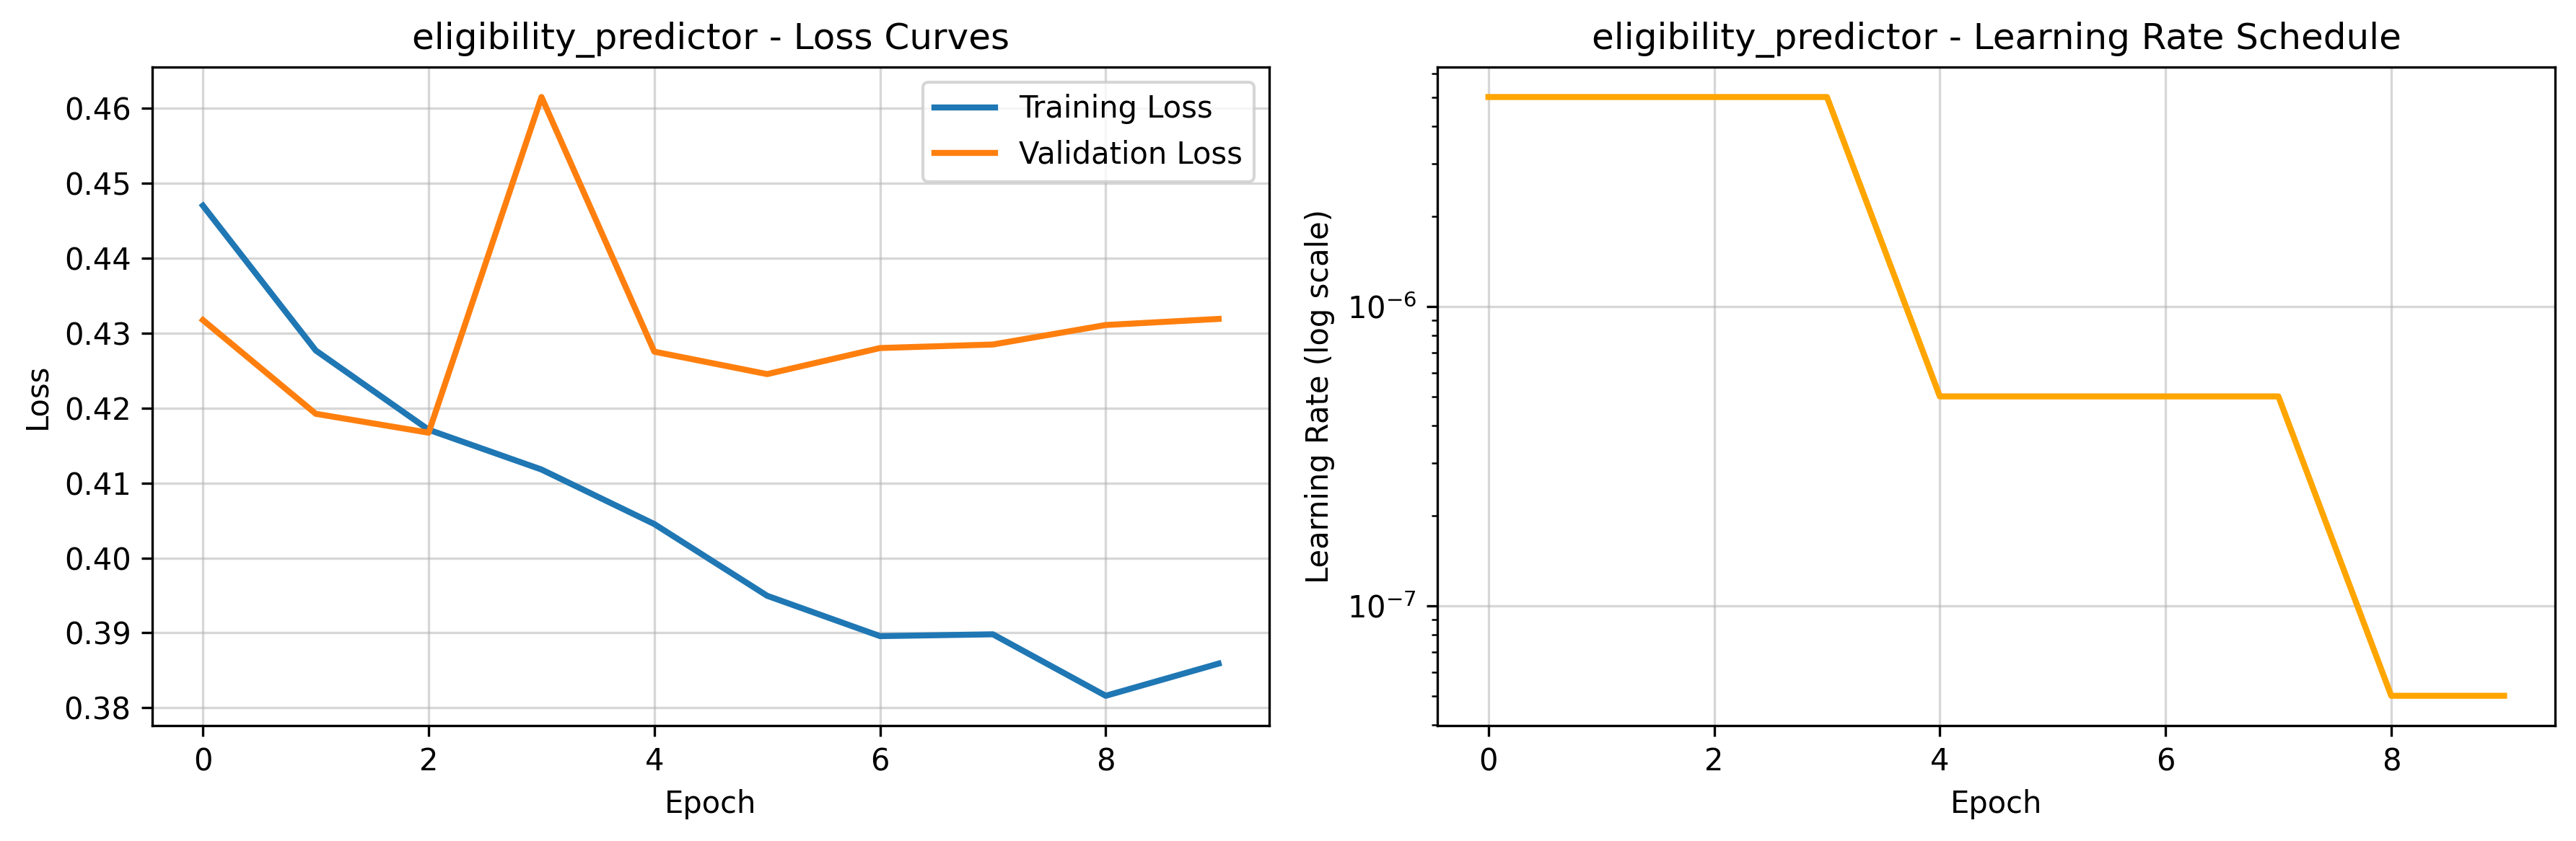 eligibility_predictor - Loss Curves
Training Loss
Validation Loss
Loss
0.46
0.45
0.44
0.43
0.42
0.41
0.40
0.39
0.38
0 2 4 6 8
Epoch
eligibility_predictor - Learning Rate Schedule
Learning Rate (log scale)
10⁻⁶
10⁻⁷
0 2 4 6 8
Epoch